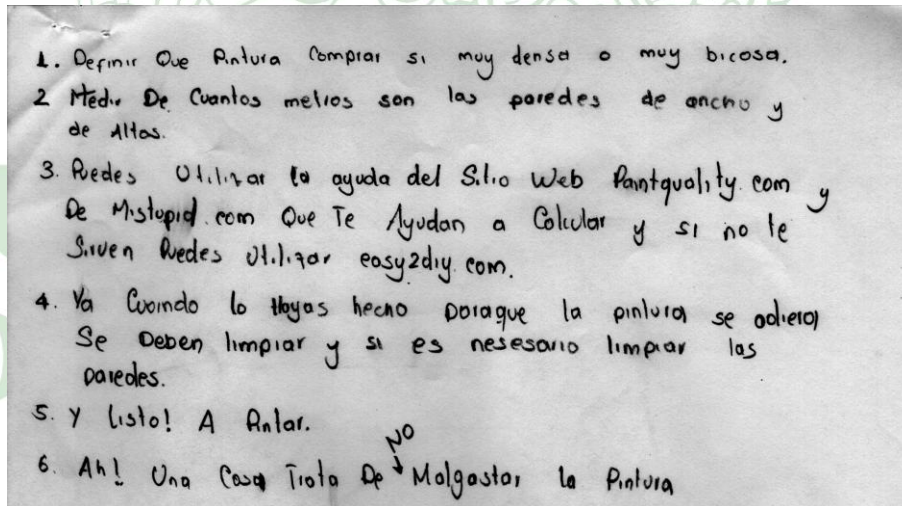 1. Definir Que Pintura Comprar si muy densa o muy bicosa.
2 Medir De Cuantos metros son las paredes de ancho y
de Altas.
3. Puedes Utilizar la ayuda del Sitio Web Paintquality.com y
De Mistupid.com Que Te Ayudan a Calcular y si no te
Sirven Puedes Utilizar easy2diy.com.
4. Ya Cuando lo Hayas hecho paraque la pintura se adiera,
Se Deben limpiar y si es nesesario limpiar las
paredes.
5. Y listo! A Pintar.
NO
6. Ah! Una Cosa Trata De Malgastar la Pintura